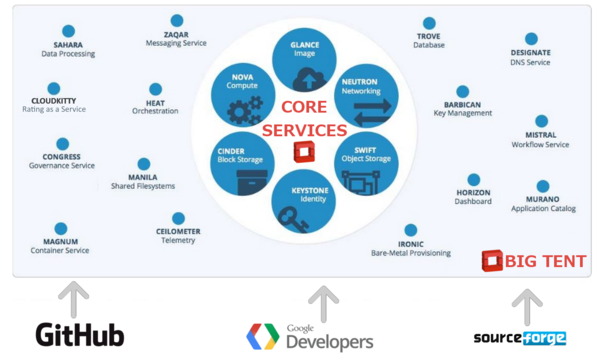 SAHARA
Data Processing
ZAQAR
Messaging Service
CLOUDKITTY
Rating as a Service
HEAT
Orchestration
CONGRESS
Governance Service
MANILA
Shared Filesystems
MAGNUM
Container Service
CEILOMETER
Telemetry
GLANCE
Image
NOVA
Compute
NEUTRON
Networking
CORE
SERVICES
CINDER
Block Storage
SWIFT
Object Storage
KEYSTONE
Identity
TROVE
Database
DESIGNATE
DNS Service
BARBICAN
Key Management
MISTRAL
Workflow Service
HORIZON
Dashboard
MURANO
Application Catalog
IRONIC
Bare-Metal Provisioning
BIG TENT
GitHub
Google
Developers
sourceforge